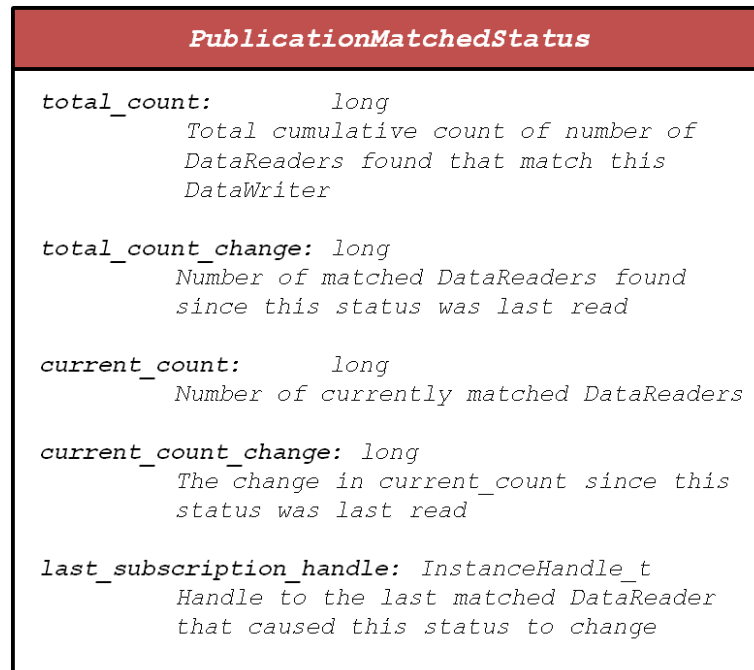 PublicationMatchedStatus
total_count: long
Total cumulative count of number of
DataReaders found that match this
DataWriter
total_count_change: long
Number of matched DataReaders found
since this status was last read
current_count: long
Number of currently matched DataReaders
current_count_change: long
The change in current_count since this
status was last read
last_subscription_handle: InstanceHandle_t
Handle to the last matched DataReader
that caused this status to change